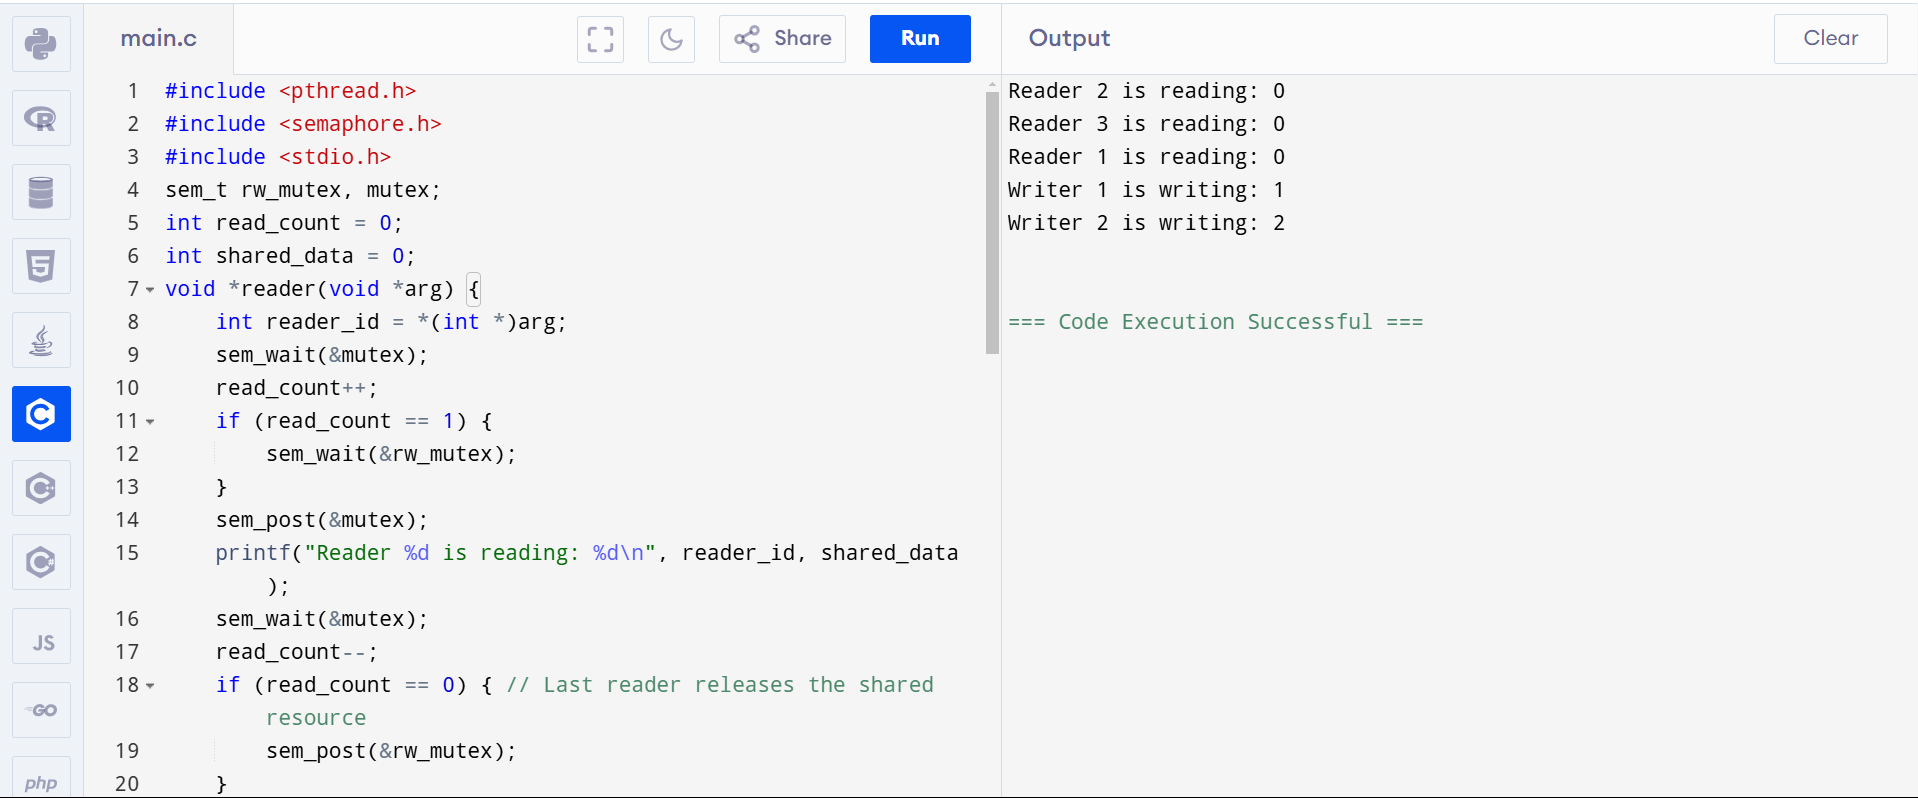 main.c
Share
Run
Output
Clear
1 #include <pthread.h>
2 #include <semaphore.h>
3 #include <stdio.h>
4 sem_t rw_mutex, mutex;
5 int read_count = 0;
6 int shared_data = 0;
7 void *reader(void *arg) {
8 int reader_id = *(int *)arg;
9 sem_wait(&mutex);
10 read_count++;
11 if (read_count == 1) {
12 sem_wait(&rw_mutex);
13 }
14 sem_post(&mutex);
15 printf("Reader %d is reading: %d\n", reader_id, shared_data
);
16 sem_wait(&mutex);
17 read_count--;
18 if (read_count == 0) { // Last reader releases the shared
resource
19 sem_post(&rw_mutex);
20 }
Reader 2 is reading: 0
Reader 3 is reading: 0
Reader 1 is reading: 0
Writer 1 is writing: 1
Writer 2 is writing: 2
=== Code Execution Successful ===
R
5
C
C++
C#
JS
GO
php